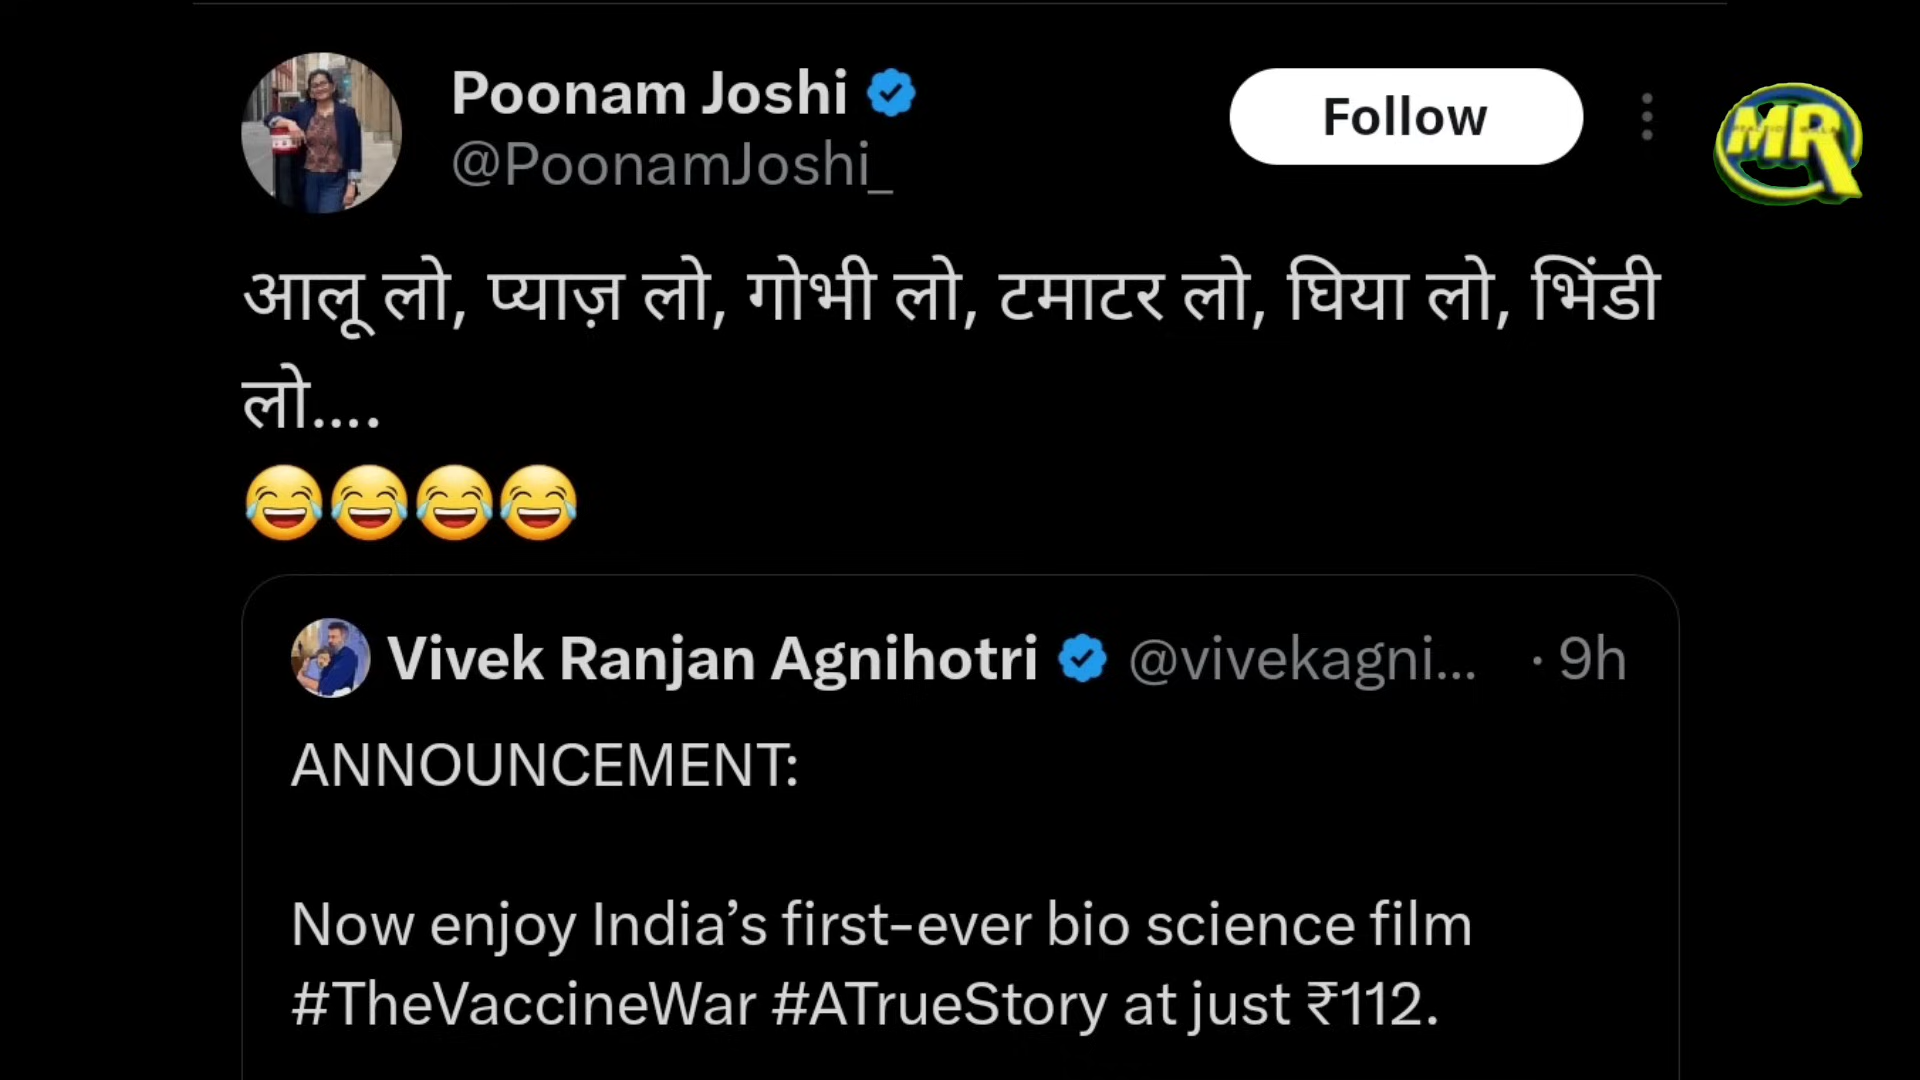 Poonam Joshi
Follow
@PoonamJoshi_
MR
आलू लो, प्याज़ लो, गोभी लो, टमाटर लो, घिया लो, भिंडी
लो....
😂😂😂😂
Vivek Ranjan Agnihotri @vivekagni... · 9h
ANNOUNCEMENT:
Now enjoy India’s first-ever bio science film
#TheVaccineWar #ATrueStory at just ₹112.